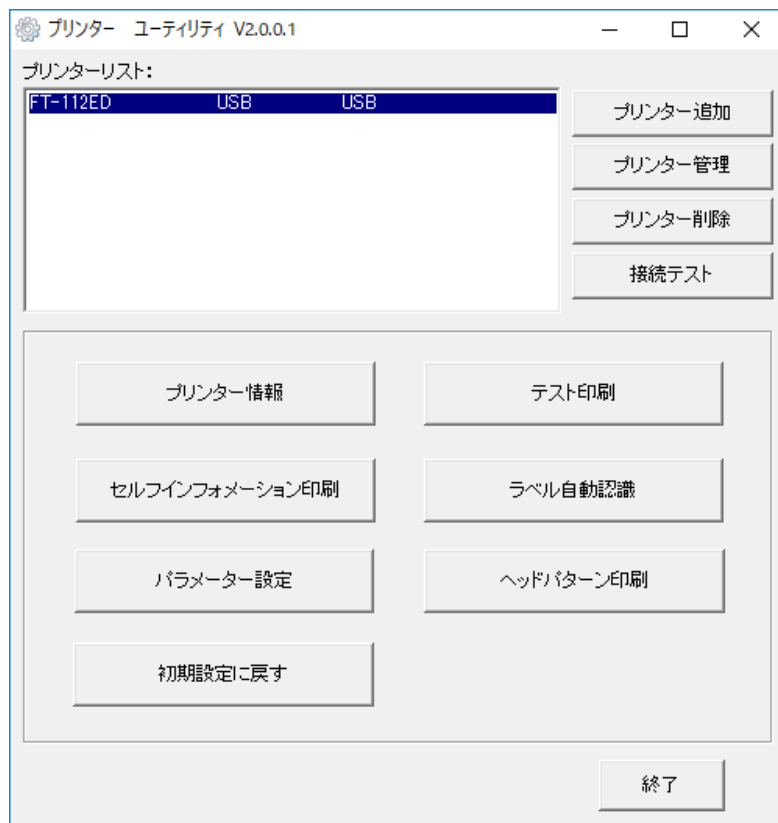 プリンター ユーティリティ V2.0.0.1
プリンターリスト:
FT-112ED USB USB
プリンター追加
プリンター管理
プリンター削除
接続テスト
プリンター情報
テスト印刷
セルフインフォメーション印刷
ラベル自動認識
パラメーター設定
ヘッドパターン印刷
初期設定に戻す
終了